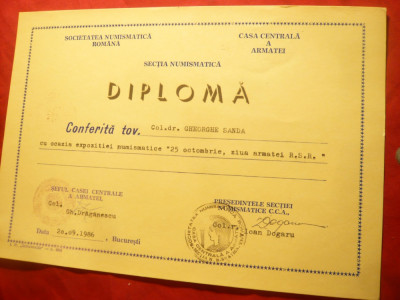 SOCIETATEA NUMISMATICĂ
ROMÂNĂ
CASA CENTRALĂ
A
ARMATEI
SECŢIA NUMISMATICĂ
DIPLOMĂ
Conferită tov. Col.dr. GHEORGHE SANDA
cu ocazia expozitiei numismatice "25 octombrie, ziua armatei R.S.R. "
ŞEFUL CASEI CENTRALE
A ARMATEI
Col.
Gh.Drăgănescu
PREŞEDINTELE SECŢIEI
NUMISMATICE C.C.A.,
Col.r.
Ioan Dogaru
Data 24.09.1986, Bucureşti